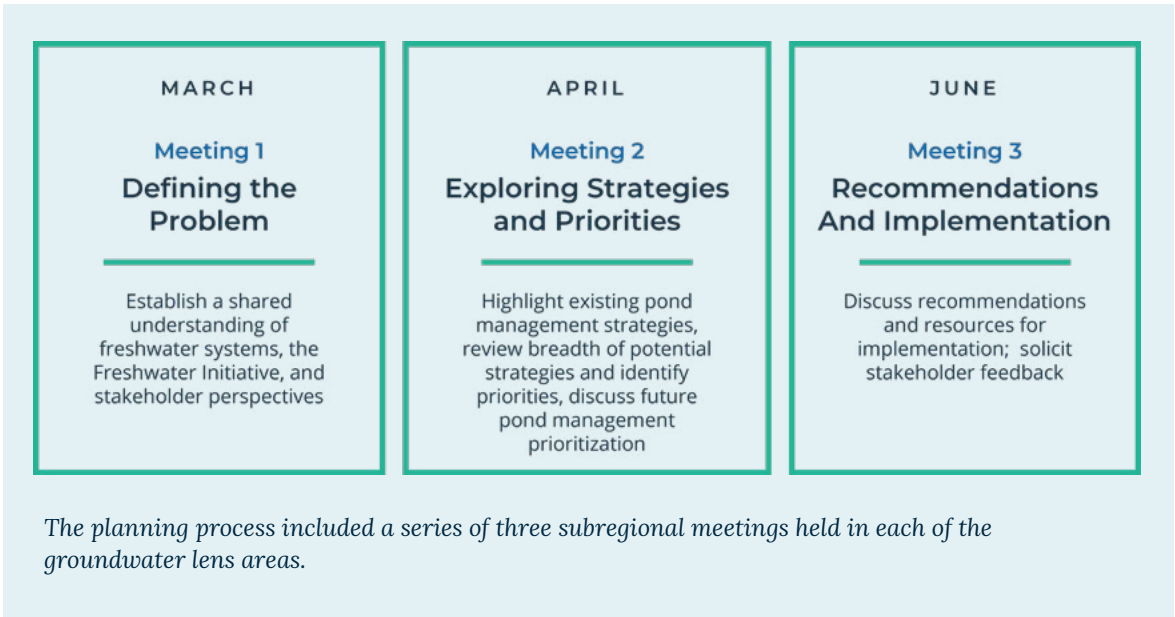 MARCH
Meeting 1
Defining the
Problem
Establish a shared
understanding of
freshwater systems, the
Freshwater Initiative, and
stakeholder perspectives
APRIL
Meeting 2
Exploring Strategies
and Priorities
Highlight existing pond
management strategies,
review breadth of potential
strategies and identify
priorities, discuss future
pond management
prioritization
JUNE
Meeting 3
Recommendations
And Implementation
Discuss recommendations
and resources for
implementation; solicit
stakeholder feedback
The planning process included a series of three subregional meetings held in each of the
groundwater lens areas.